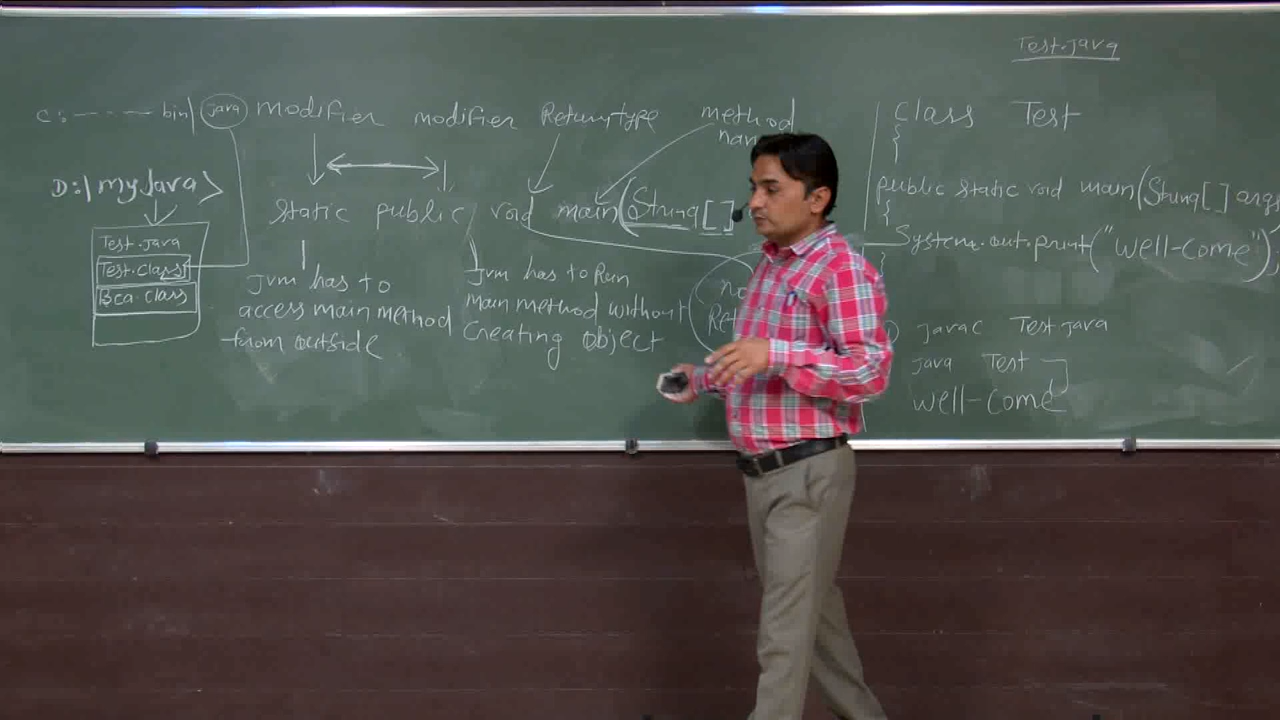 Test.java
C:------bin\ java modifier modifier Returntype method
D:\myJava>
Test.java
Test.class
Bca.class
static public void main(String[]
Jvm has to
access main method
from outside
Jvm has to Run
Main method without
Creating Object
no
class Test
{
public static void main(String[] args
{
System.out.print("well-come");
}
javac Test.java
java Test
well-come